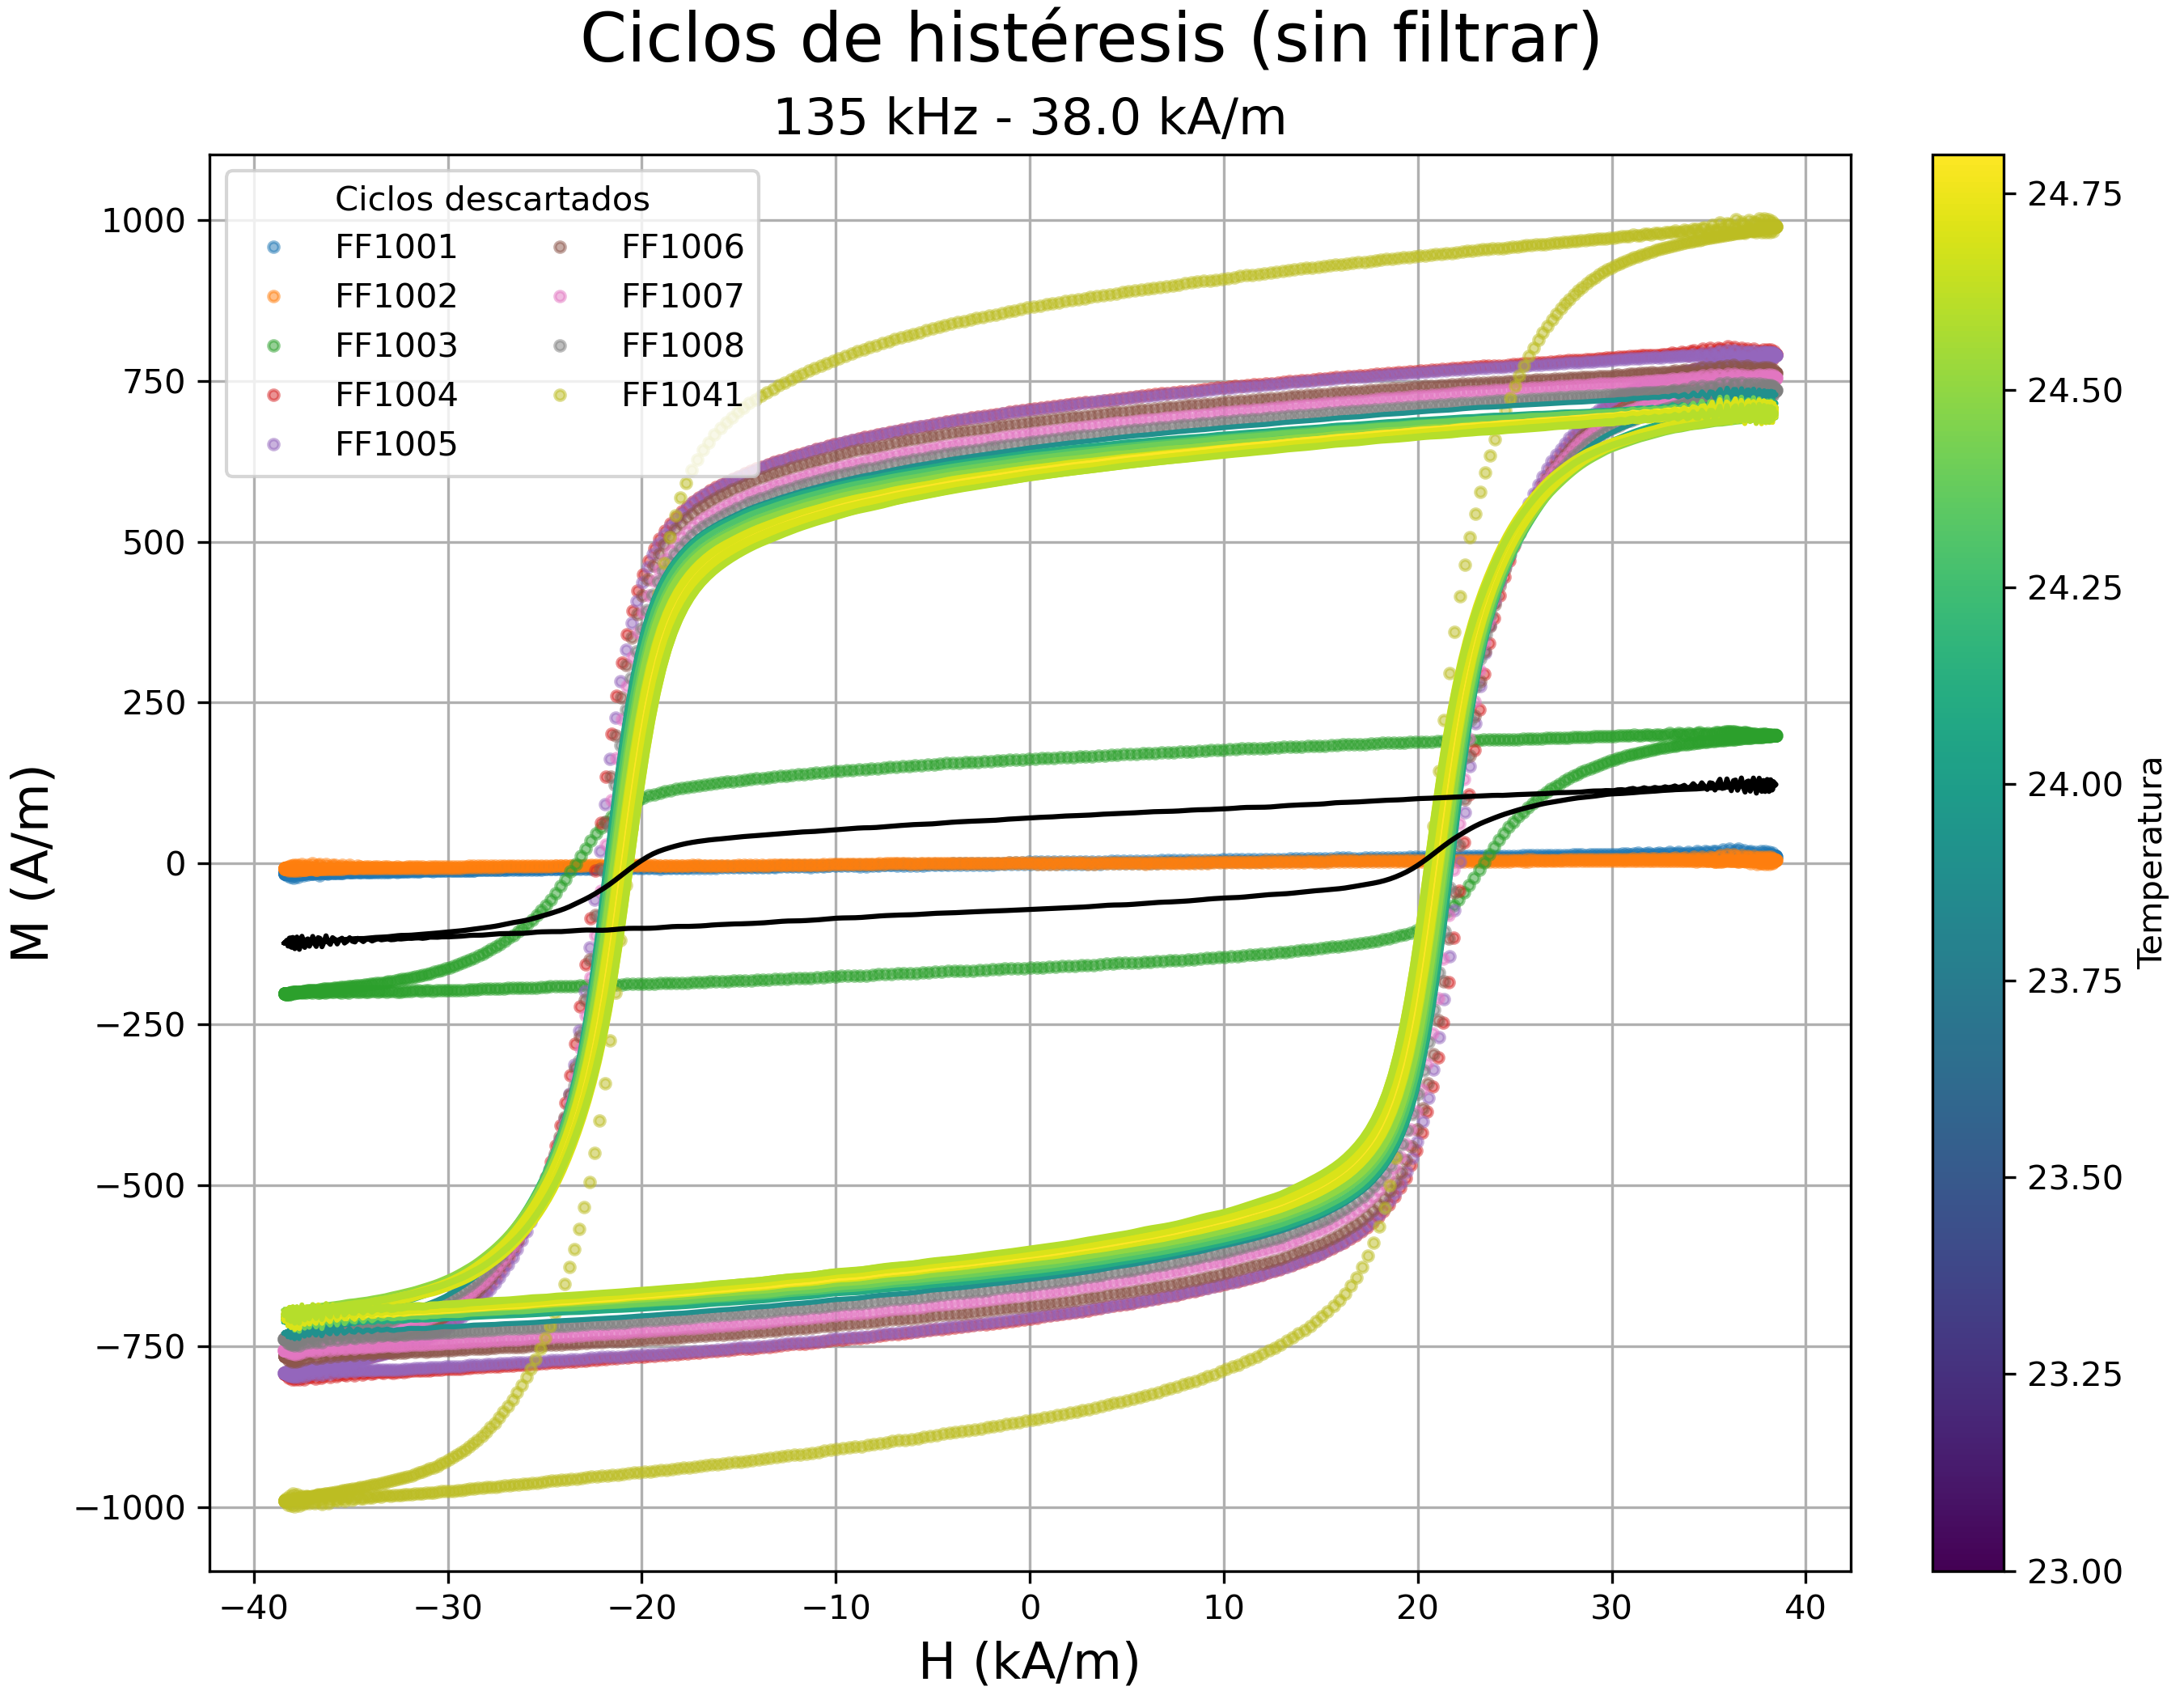 Ciclos de histéresis (sin filtrar)
135 kHz - 38.0 kA/m
Ciclos descartados
FF1001
FF1002
FF1003
FF1004
FF1005
FF1006
FF1007
FF1008
FF1041
1000
750
500
250
0
−250
−500
−750
−1000
M (A/m)
−40
−30
−20
−10
0
10
20
30
40
H (kA/m)
24.75
24.50
24.25
24.00
23.75
23.50
23.25
23.00
Temperatura